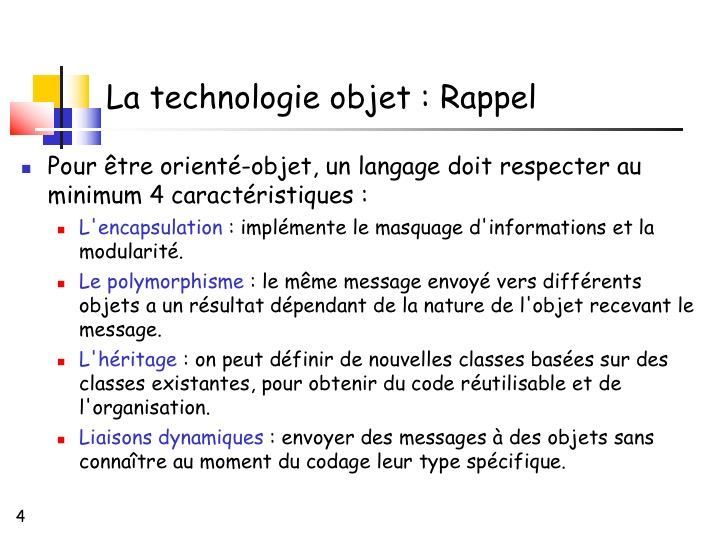 La technologie objet : Rappel
Pour être orienté-objet, un langage doit respecter au
minimum 4 caractéristiques :
L'encapsulation : implémente le masquage d'informations et la
modularité.
Le polymorphisme : le même message envoyé vers différents
objets a un résultat dépendant de la nature de l'objet recevant le
message.
L'héritage : on peut définir de nouvelles classes basées sur des
classes existantes, pour obtenir du code réutilisable et de
l'organisation.
Liaisons dynamiques : envoyer des messages à des objets sans
connaître au moment du codage leur type spécifique.
4